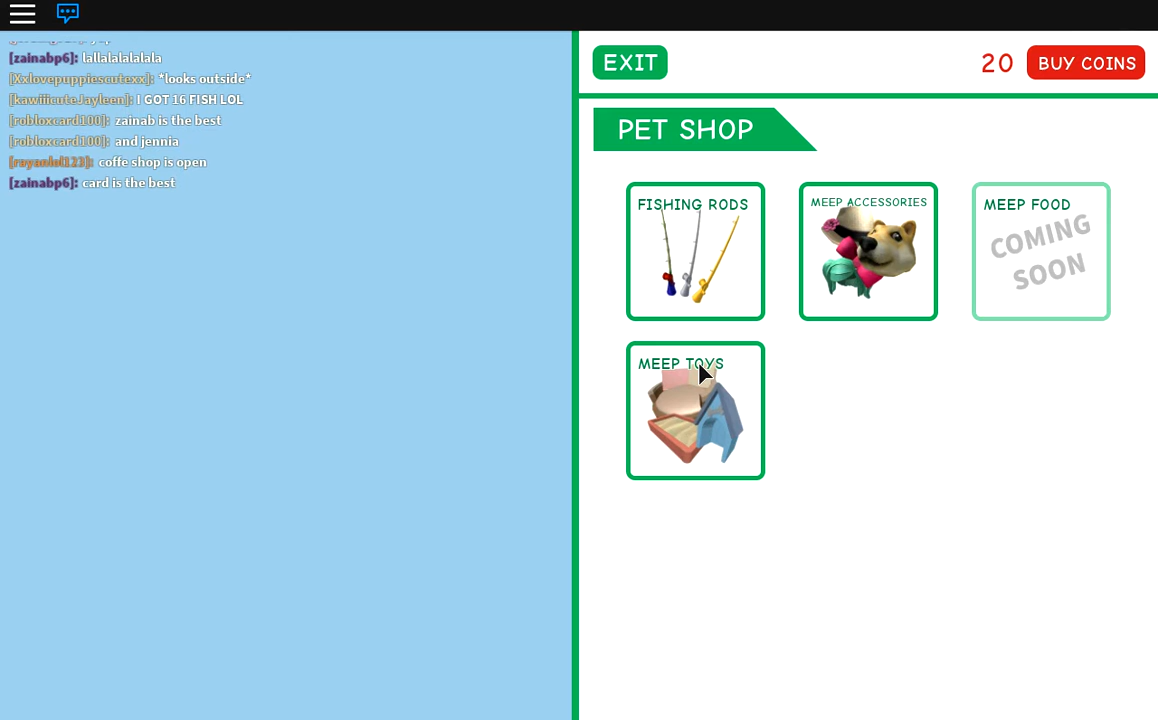 [zainabp6]: lallalalalalala
[Xxlovepuppiescutexx]: *looks outside*
[kawiiicuteJayleen]: I GOT 16 FISH LOL
[robloxcard100]: zainab is the best
[robloxcard100]: and jennia
[rayanlol123]: coffe shop is open
[zainabp6]: card is the best
EXIT
20
BUY COINS
PET SHOP
FISHING RODS
MEEP ACCESSORIES
MEEP FOOD
COMING
SOON
MEEP TOYS